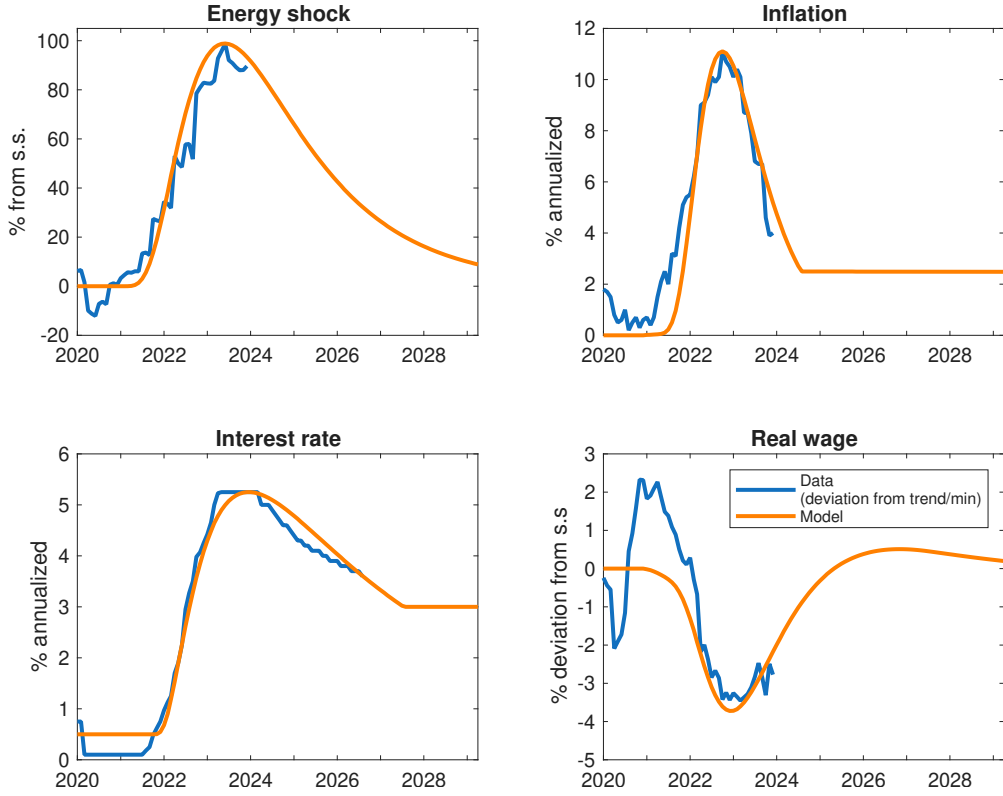 Energy shock
% from s.s.
100
80
60
40
20
0
-20
2020 2022 2024 2026 2028
Inflation
% annualized
12
10
8
6
4
2
0
2020 2022 2024 2026 2028
Interest rate
% annualized
6
5
4
3
2
1
0
2020 2022 2024 2026 2028
Real wage
% deviation from s.s
3
2
1
0
-1
-2
-3
-4
-5
2020 2022 2024 2026 2028
Data
(deviation from trend/min)
Model